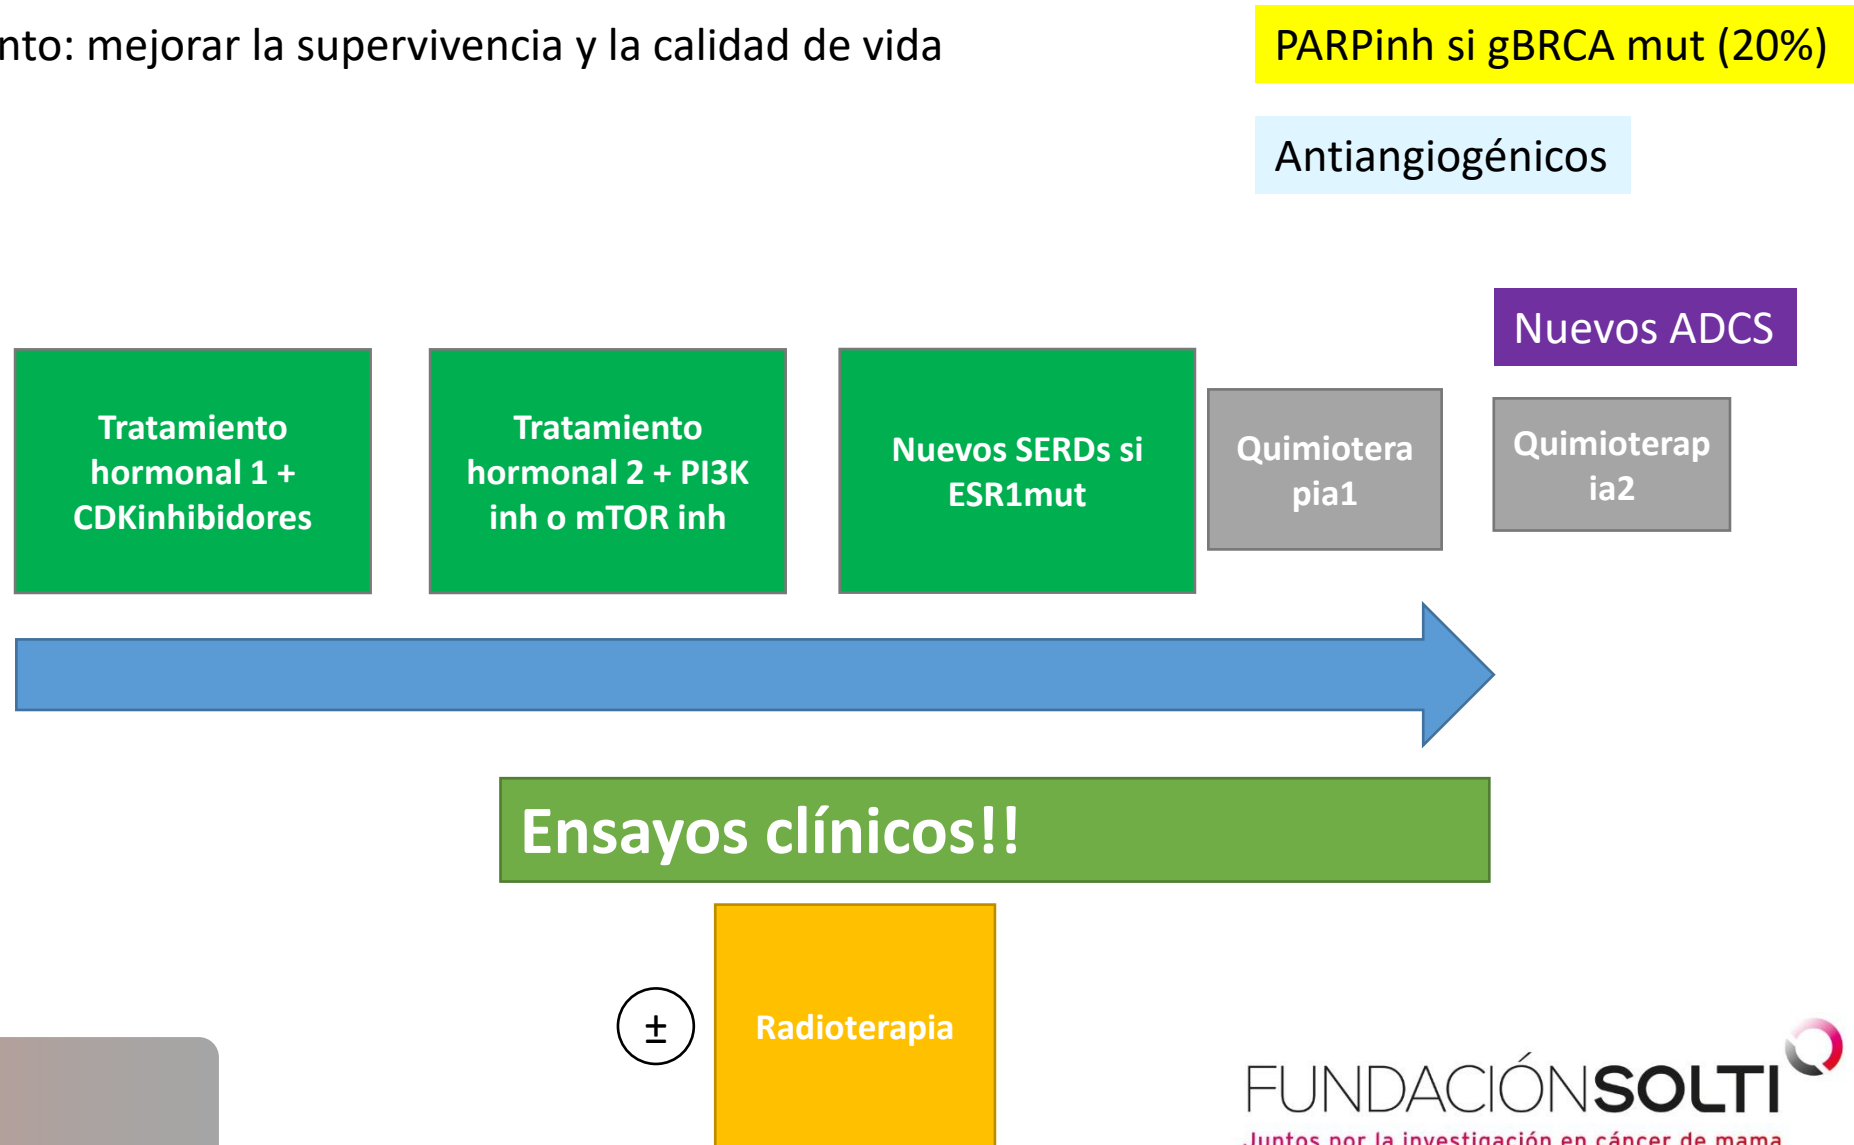 nto: mejorar la supervivencia y la calidad de vida
PARPinh si gBRCA mut (20%)
Antiangiogénicos
Nuevos ADCS
Tratamiento
hormonal 1 +
CDKinhibidores
Tratamiento
hormonal 2 + PI3K
inh o mTOR inh
Nuevos SERDs si
ESR1mut
Quimiotera
pia1
Quimioterap
ia2
Ensayos clínicos!!
±
Radioterapia
FUNDACIÓNSOLTI
Juntos por la investigación en cáncer de mama